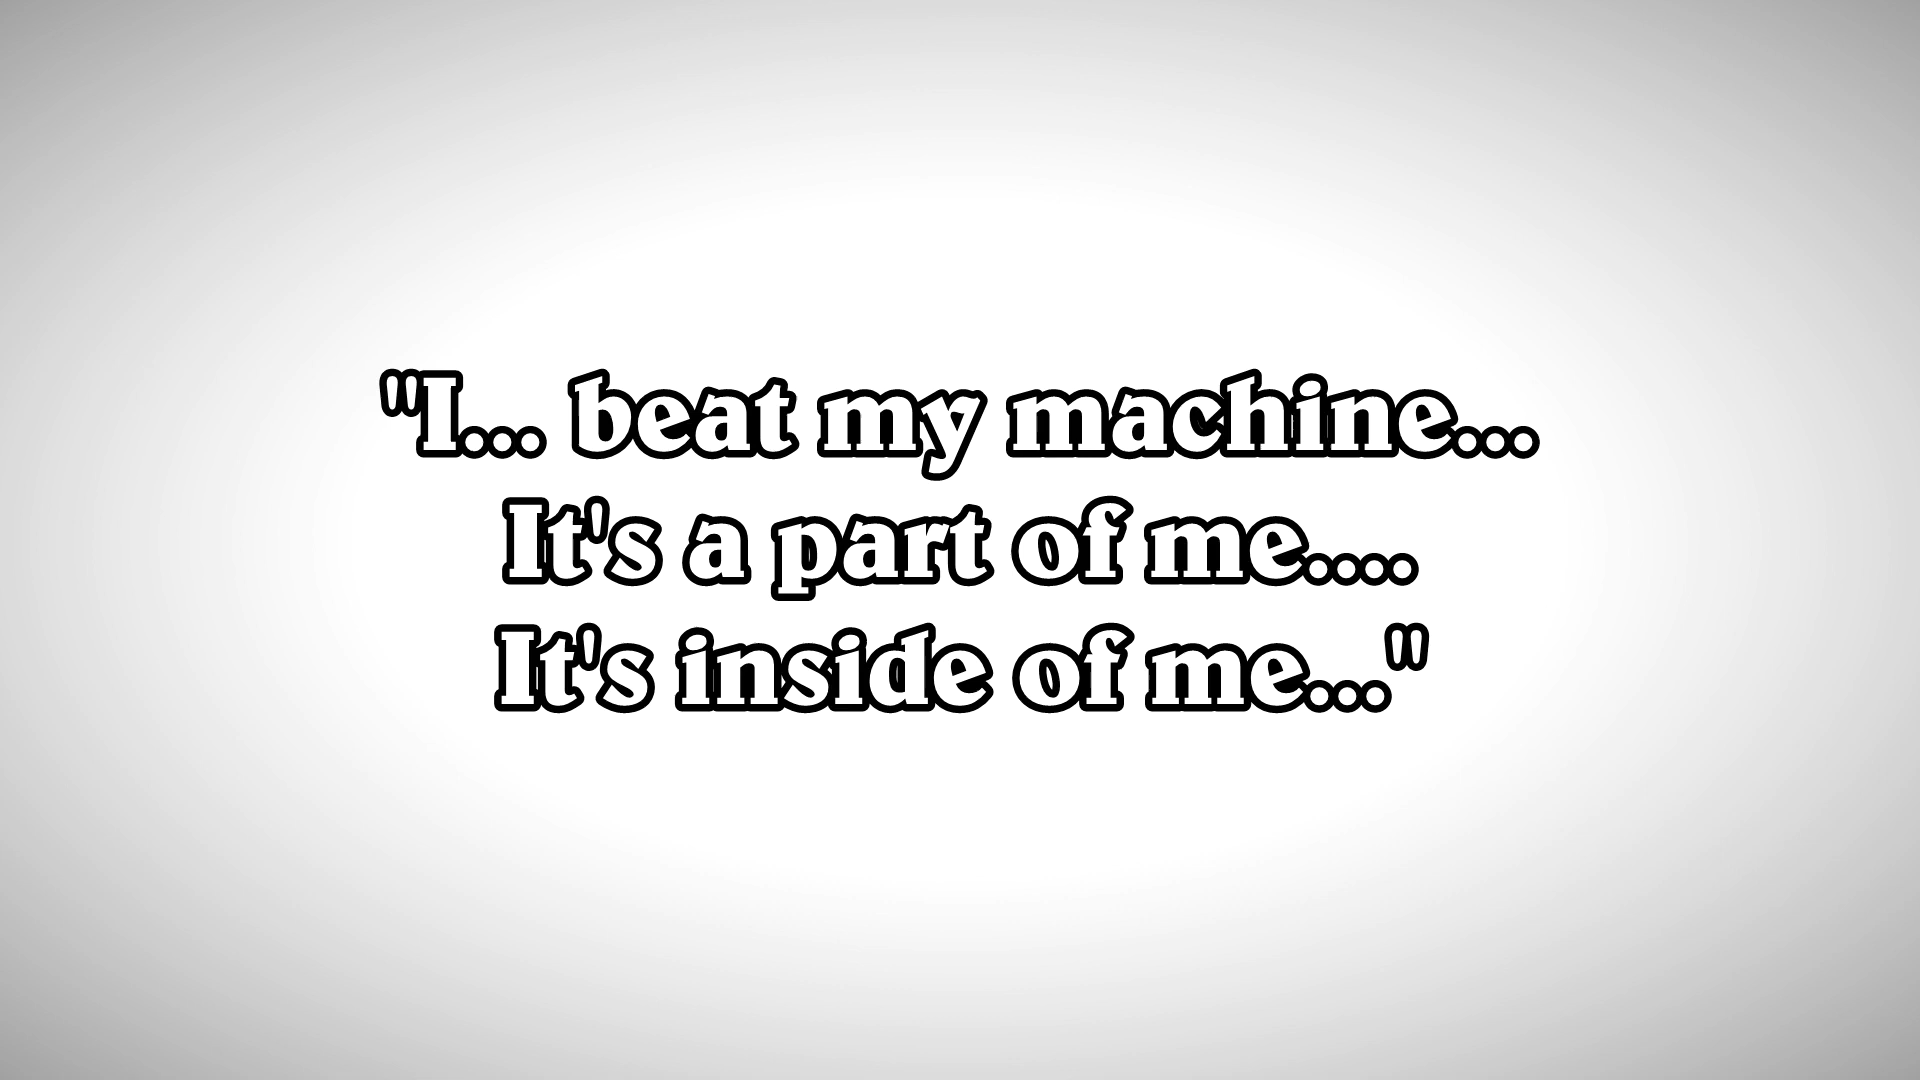 "I... beat my machine...
It's a part of me....
It's inside of me..."